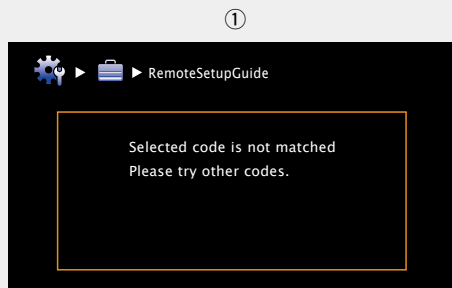 ①
RemoteSetupGuide
Selected code is not matched
Please try other codes.